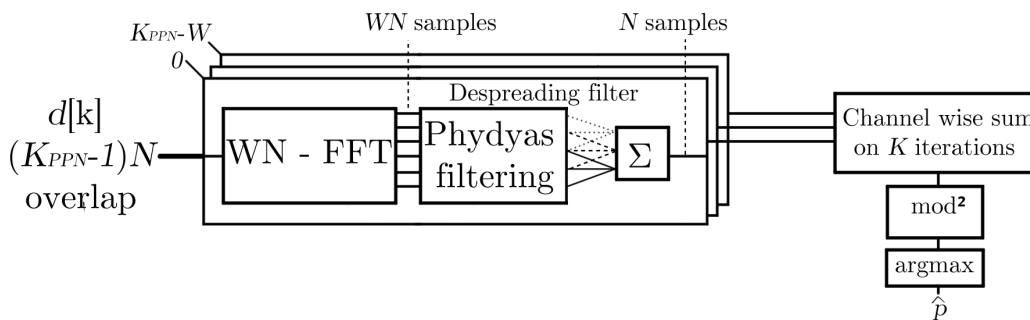 WN samples
N samples
K_PPN-W
0
Despreading filter
d[k]
(K_PPN-1)N
overlap
WN - FFT
Phydyas
filtering
Σ
Channel wise sum
on K iterations
mod²
argmax
p̂